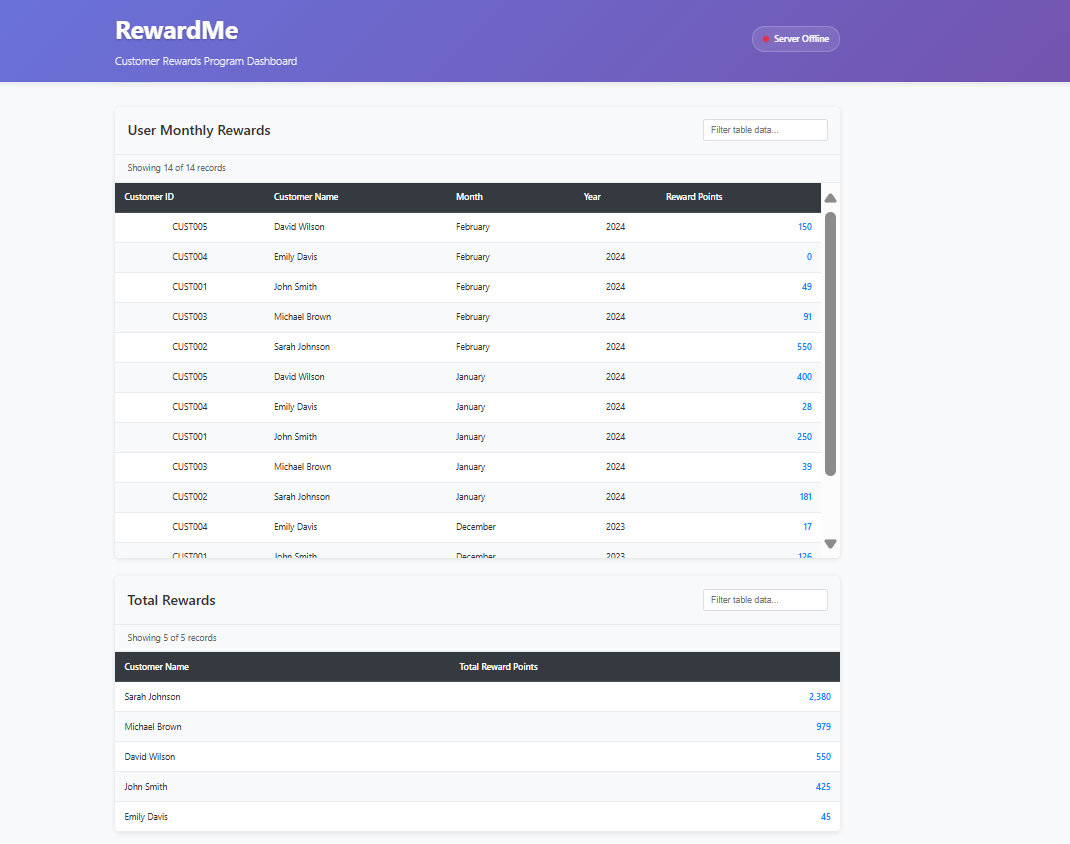 RewardMe
Server Offline
Customer Rewards Program Dashboard
User Monthly Rewards
Filter table data...
Showing 14 of 14 records
Customer ID Customer Name Month Year Reward Points
CUST005 David Wilson February 2024 150
CUST004 Emily Davis February 2024 0
CUST001 John Smith February 2024 49
CUST003 Michael Brown February 2024 91
CUST002 Sarah Johnson February 2024 550
CUST005 David Wilson January 2024 400
CUST004 Emily Davis January 2024 28
CUST001 John Smith January 2024 250
CUST003 Michael Brown January 2024 39
CUST002 Sarah Johnson January 2024 181
CUST004 Emily Davis December 2023 17
CUST001 John Smith December 2023 126
Total Rewards
Filter table data...
Showing 5 of 5 records
Customer Name Total Reward Points
Sarah Johnson 2,380
Michael Brown 979
David Wilson 550
John Smith 425
Emily Davis 45